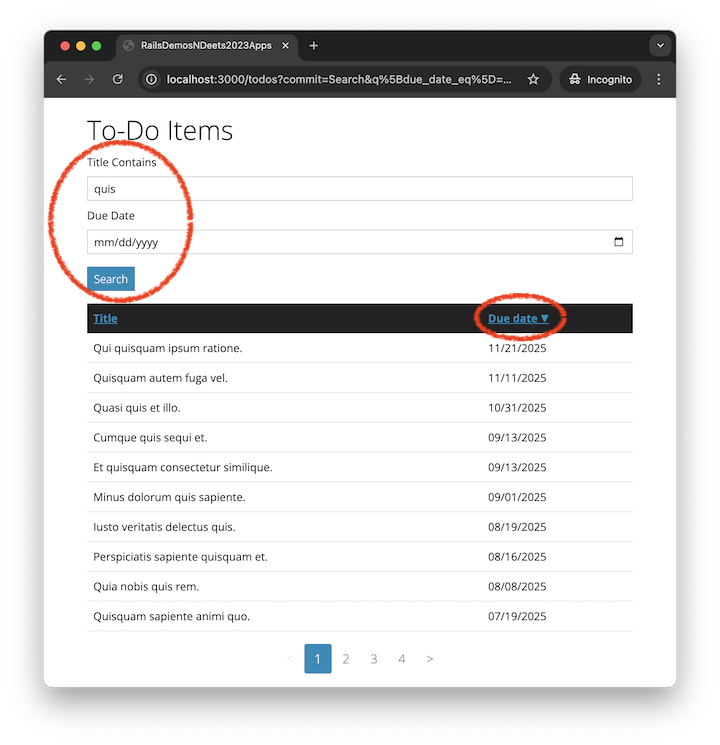 RailsDemosNDeets2023Apps
localhost:3000/todos?commit=Search&q%5Bdue_date_eq%5D=... Incognito
To-Do Items
Title Contains
quis
Due Date
mm/dd/yyyy
Search
Title Due date ▼
Qui quisquam ipsum ratione. 11/21/2025
Quisquam autem fuga vel. 11/11/2025
Quasi quis et illo. 10/31/2025
Cumque quis sequi et. 09/13/2025
Et quisquam consectetur similique. 09/13/2025
Minus dolorum quis sapiente. 09/01/2025
Iusto veritatis delectus quis. 08/19/2025
Perspiciatis sapiente quisquam et. 08/16/2025
Quia nobis quis rem. 08/08/2025
Quisquam sapiente animi quo. 07/19/2025
< 1 2 3 4 >